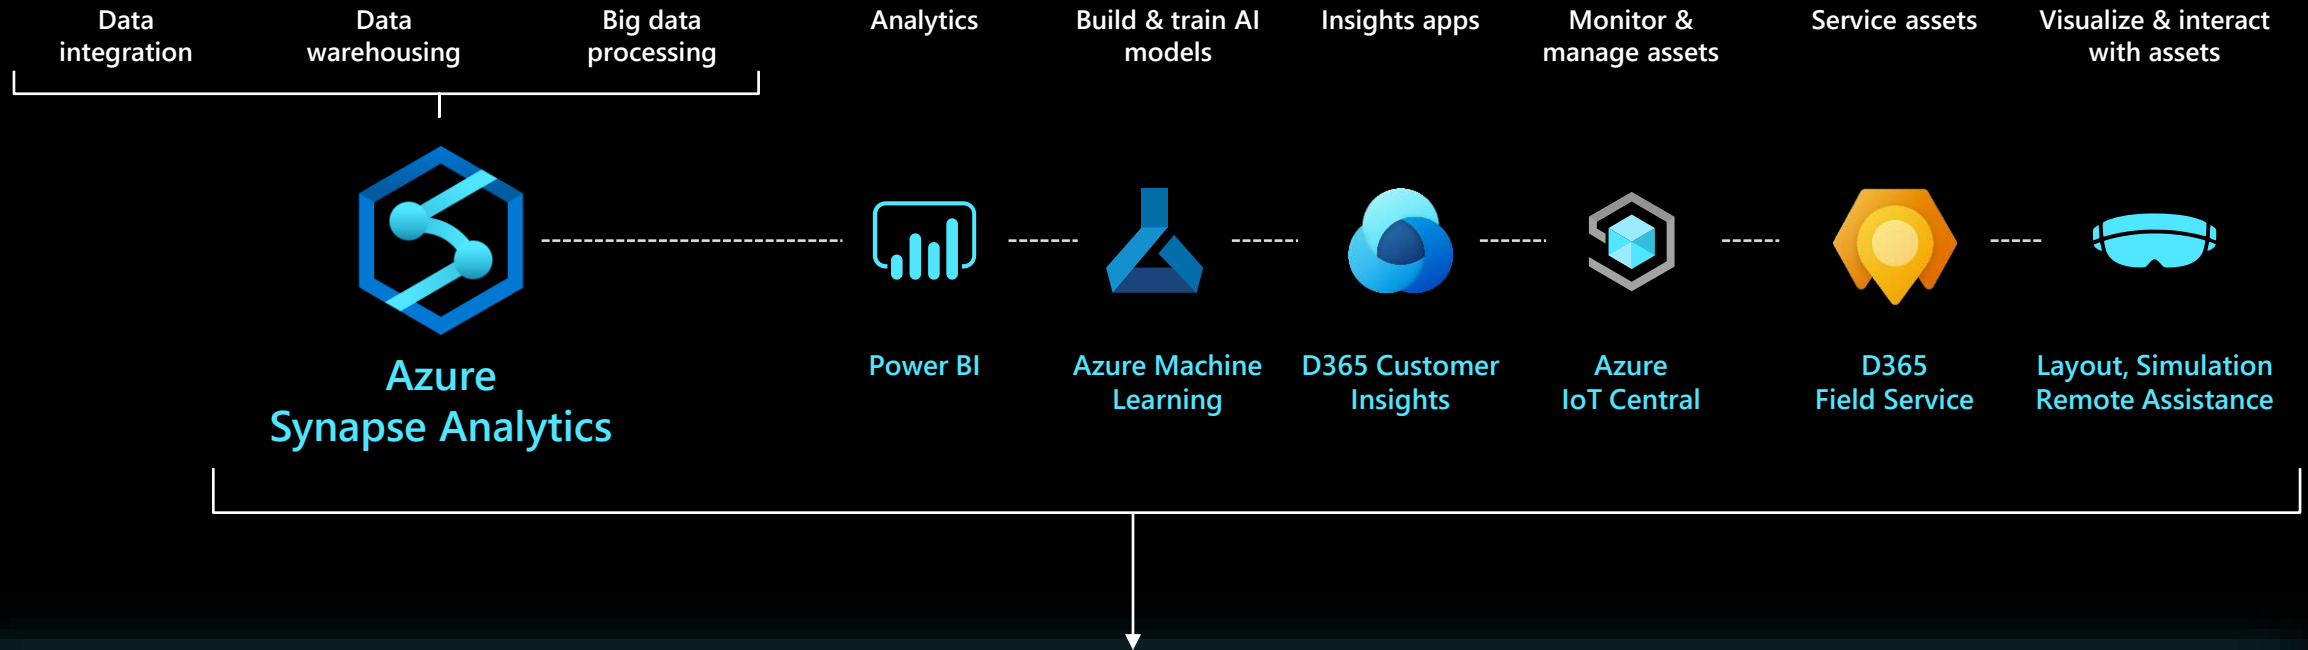 Data
integration
Data
warehousing
Big data
processing
Analytics
Build & train AI
models
Insights apps
Monitor &
manage assets
Service assets
Visualize & interact
with assets
Azure
Synapse Analytics
Power BI
Azure Machine
Learning
D365 Customer
Insights
Azure
IoT Central
D365
Field Service
Layout, Simulation
Remote Assistance